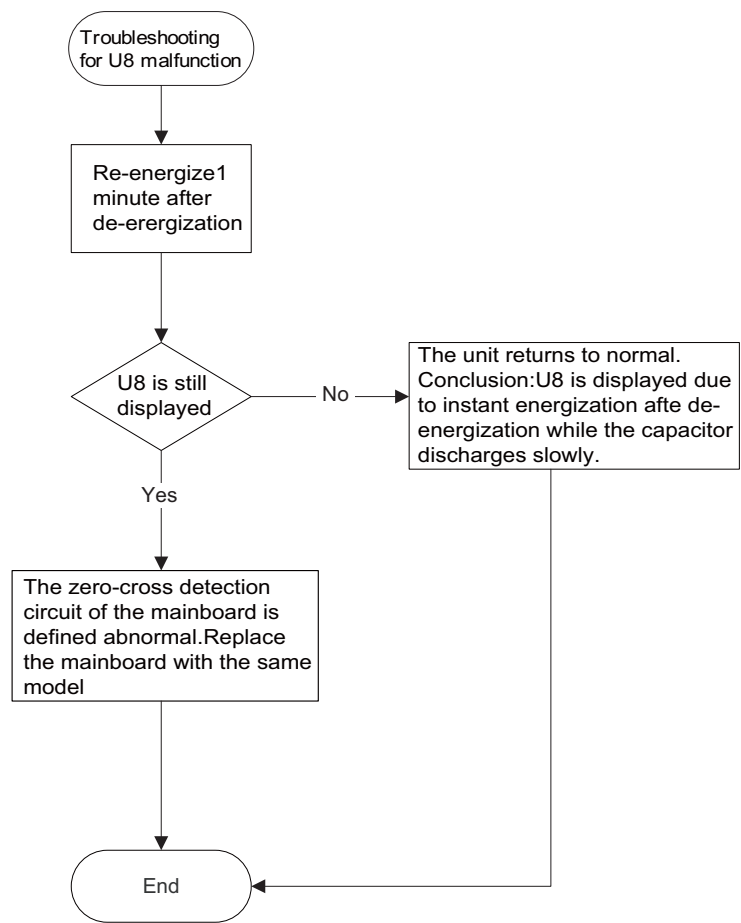 Troubleshooting
for U8 malfunction
Re-energize1
minute after
de-erergization
U8 is still
displayed
No
The unit returns to normal.
Conclusion:U8 is displayed due
to instant energization afte de-
energization while the capacitor
discharges slowly.
Yes
The zero-cross detection
circuit of the mainboard is
defined abnormal.Replace
the mainboard with the same
model
End